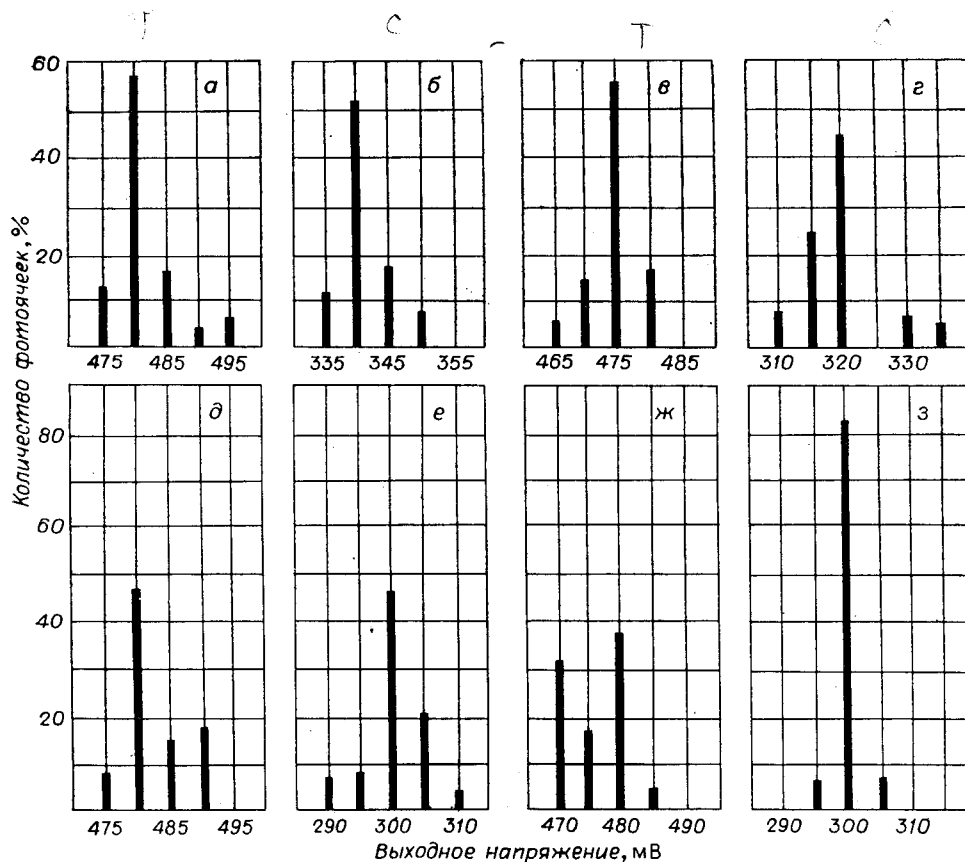 Т С Т С
60 а б в г
40
20
475 485 495 335 345 355 465 475 485 310 320 330
Количество фотоячеек, %
д е ж з
80
60
40
20
475 485 495 290 300 310 470 480 490 290 300 310
Выходное напряжение, мВ